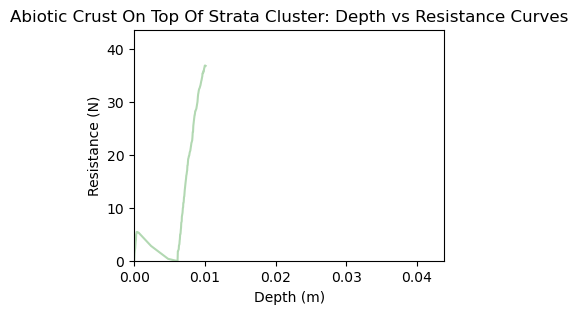 Abiotic Crust On Top Of Strata Cluster: Depth vs Resistance Curves
40
30
20
10
0
Resistance (N)
0.00 0.01 0.02 0.03 0.04
Depth (m)